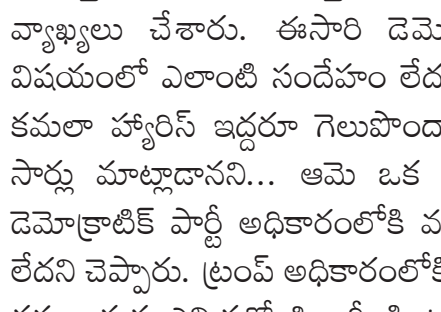 వ్యాఖ్యలు చేశారు. ఈసారి డెమొ
విషయంలో ఎలాంటి సందేహం లేద
కమలా హ్యారిస్ ఇద్దరూ గెలుపొంద
సార్లు మాట్లాడానని... ఆమె ఒక
డెమోక్రాటిక్ పార్టీ అధికారంలోకి వ
లేదని చెప్పారు. ట్రంప్ అధికారంలోకి